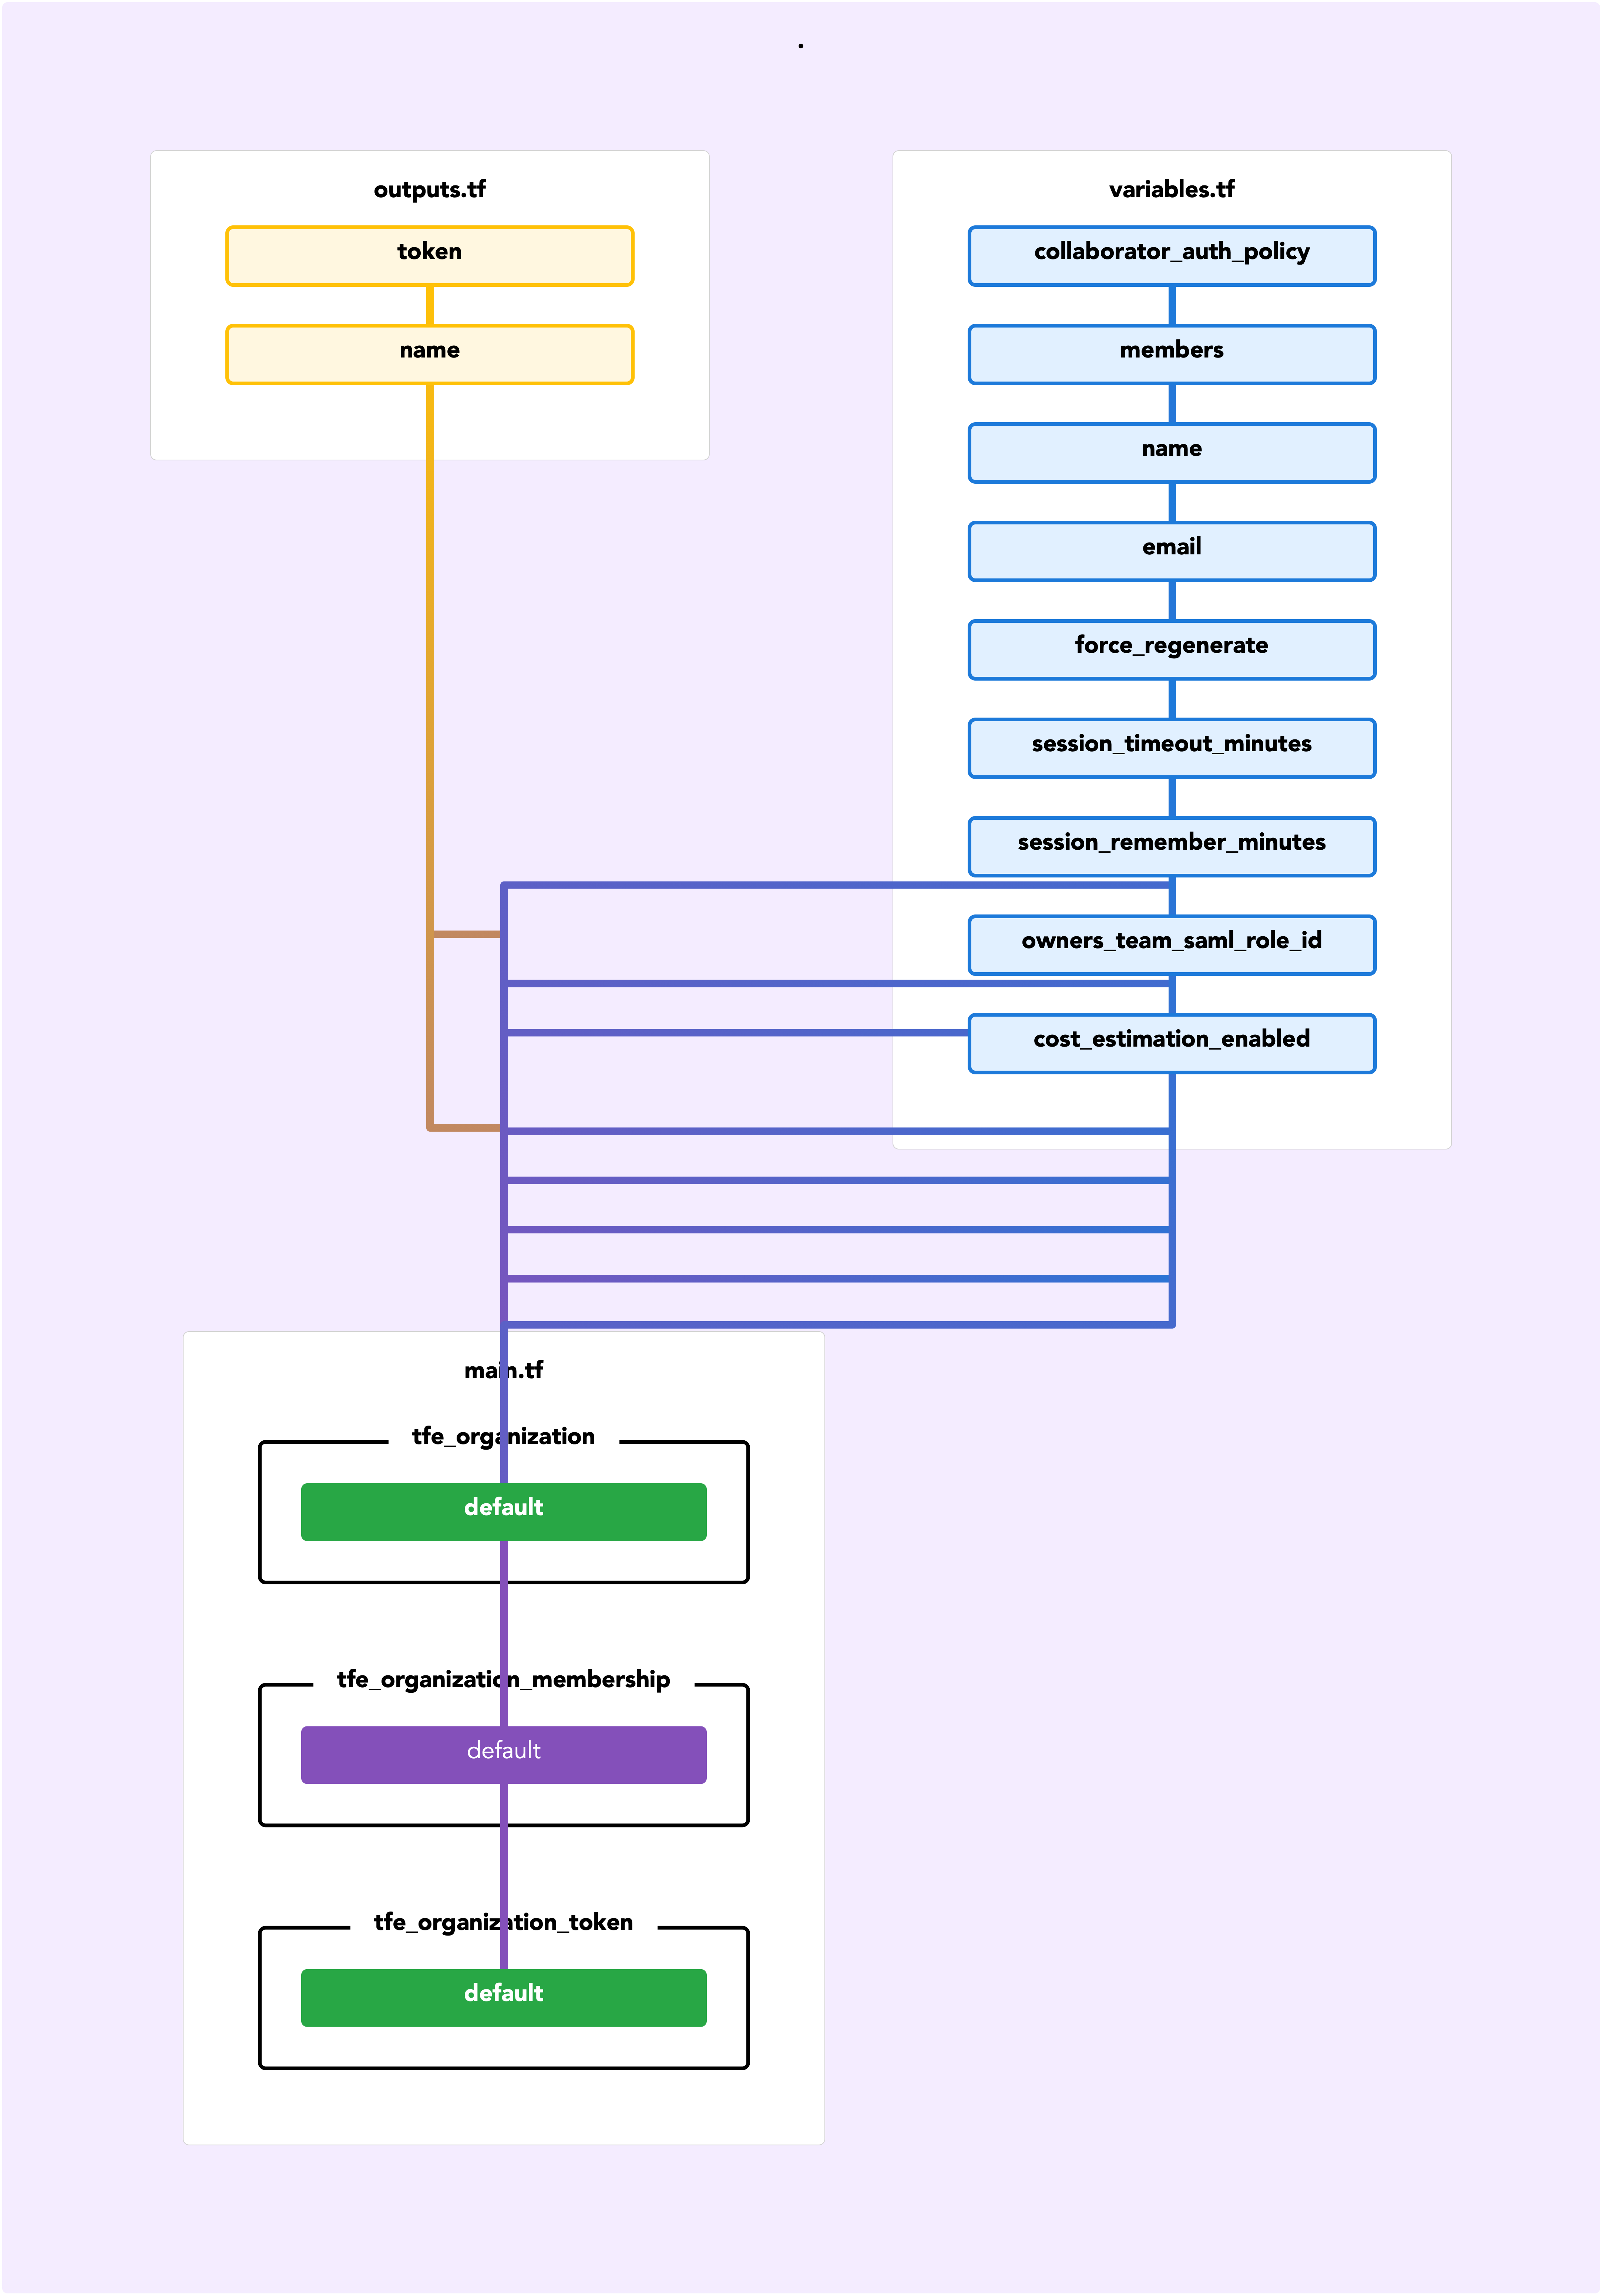 .
outputs.tf
token
name
variables.tf
collaborator_auth_policy
members
name
email
force_regenerate
session_timeout_minutes
session_remember_minutes
owners_team_saml_role_id
cost_estimation_enabled
main.tf
tfe_organization
default
tfe_organization_membership
default
tfe_organization_token
default